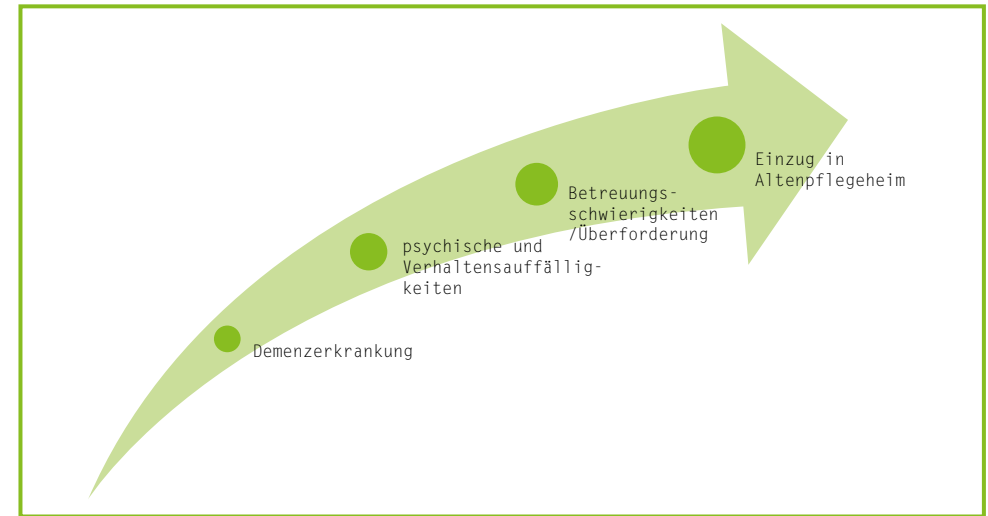 Einzug in
Altenpflegeheim
Betreuungs-
schwierigkeiten
/Überforderung
psychische und
Verhaltensauffällig-
keiten
Demenzerkrankung